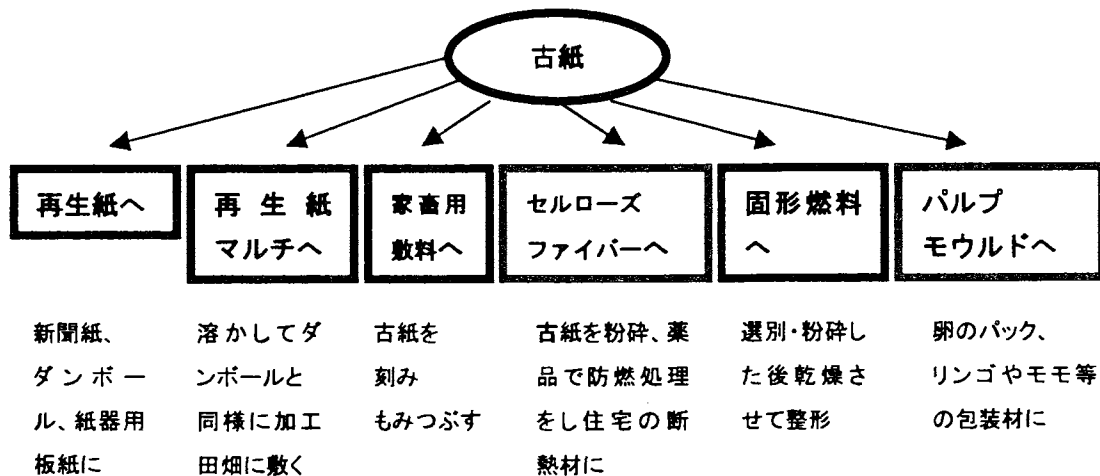 古紙
再生紙へ
再生紙
マルチへ
家畜用
敷料へ
セルローズ
ファイバーへ
固形燃料
へ
パルプ
モウルドへ
新聞紙、
ダンボー
ル、紙器用
板紙に
溶かしてダ
ンボールと
同様に加工
田畑に敷く
古紙を
刻み
もみつぶす
古紙を粉砕、薬
品で防燃処理
をし住宅の断
熱材に
選別・粉砕し
た後乾燥さ
せて整形
卵のパック、
リンゴやモモ等
の包装材に